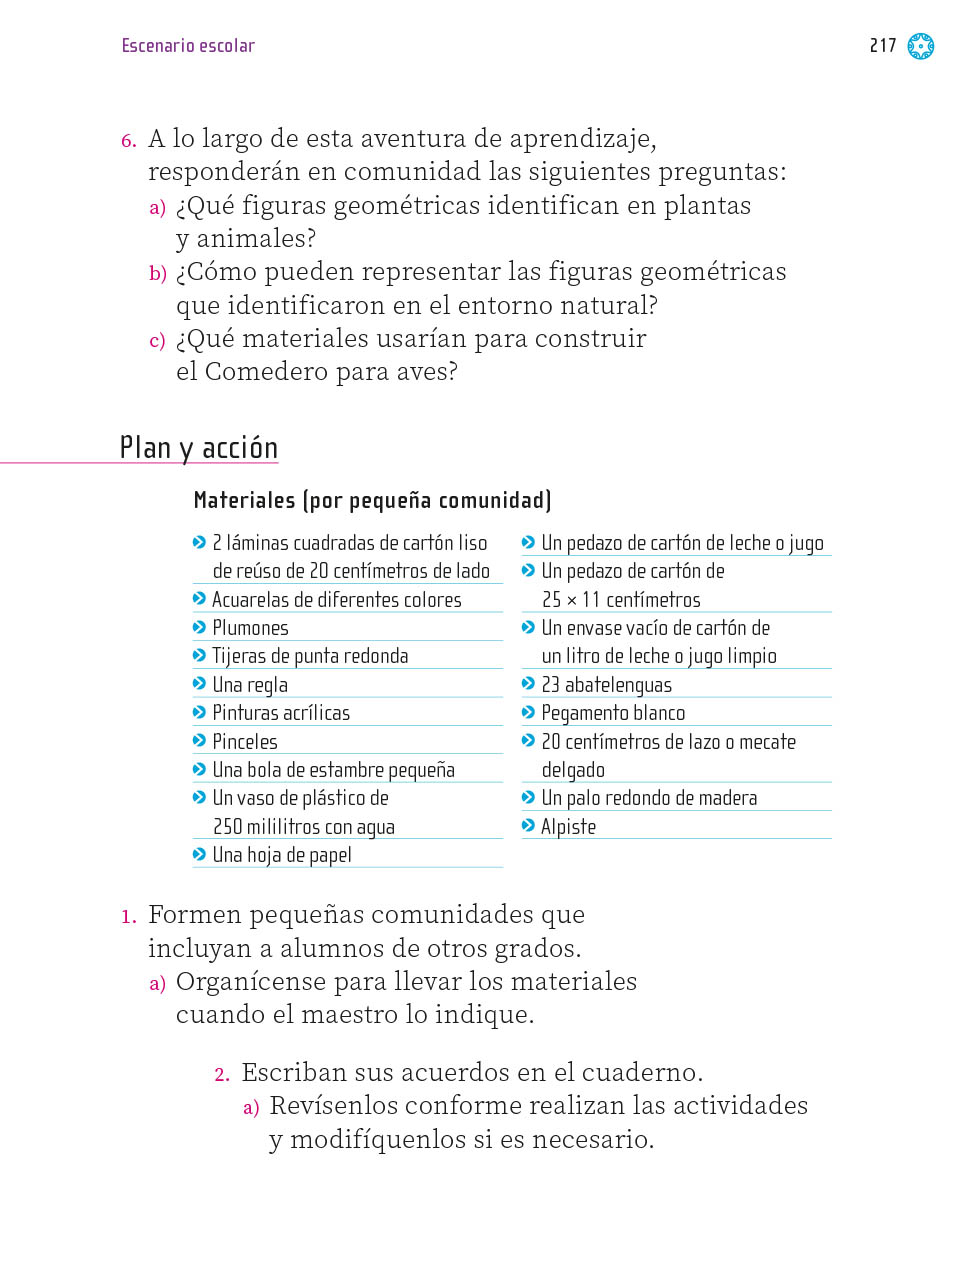 Escenario escolar
217
6. A lo largo de esta aventura de aprendizaje,
responderán en comunidad las siguientes preguntas:
a) ¿Qué figuras geométricas identifican en plantas
y animales?
b) ¿Cómo pueden representar las figuras geométricas
que identificaron en el entorno natural?
c) ¿Qué materiales usarían para construir
el Comedero para aves?
Plan y acción
Materiales (por pequeña comunidad)
2 láminas cuadradas de cartón liso
de reúso de 20 centímetros de lado
Acuarelas de diferentes colores
Plumones
Tijeras de punta redonda
Una regla
Pinturas acrílicas
Pinceles
Una bola de estambre pequeña
Un vaso de plástico de
250 mililitros con agua
Una hoja de papel
Un pedazo de cartón de leche o jugo
Un pedazo de cartón de
25 × 11 centímetros
Un envase vacío de cartón de
un litro de leche o jugo limpio
23 abatelenguas
Pegamento blanco
20 centímetros de lazo o mecate
delgado
Un palo redondo de madera
Alpiste
1. Formen pequeñas comunidades que
incluyan a alumnos de otros grados.
a) Organícense para llevar los materiales
cuando el maestro lo indique.
2. Escriban sus acuerdos en el cuaderno.
a) Revísenlos conforme realizan las actividades
y modifíquenlos si es necesario.